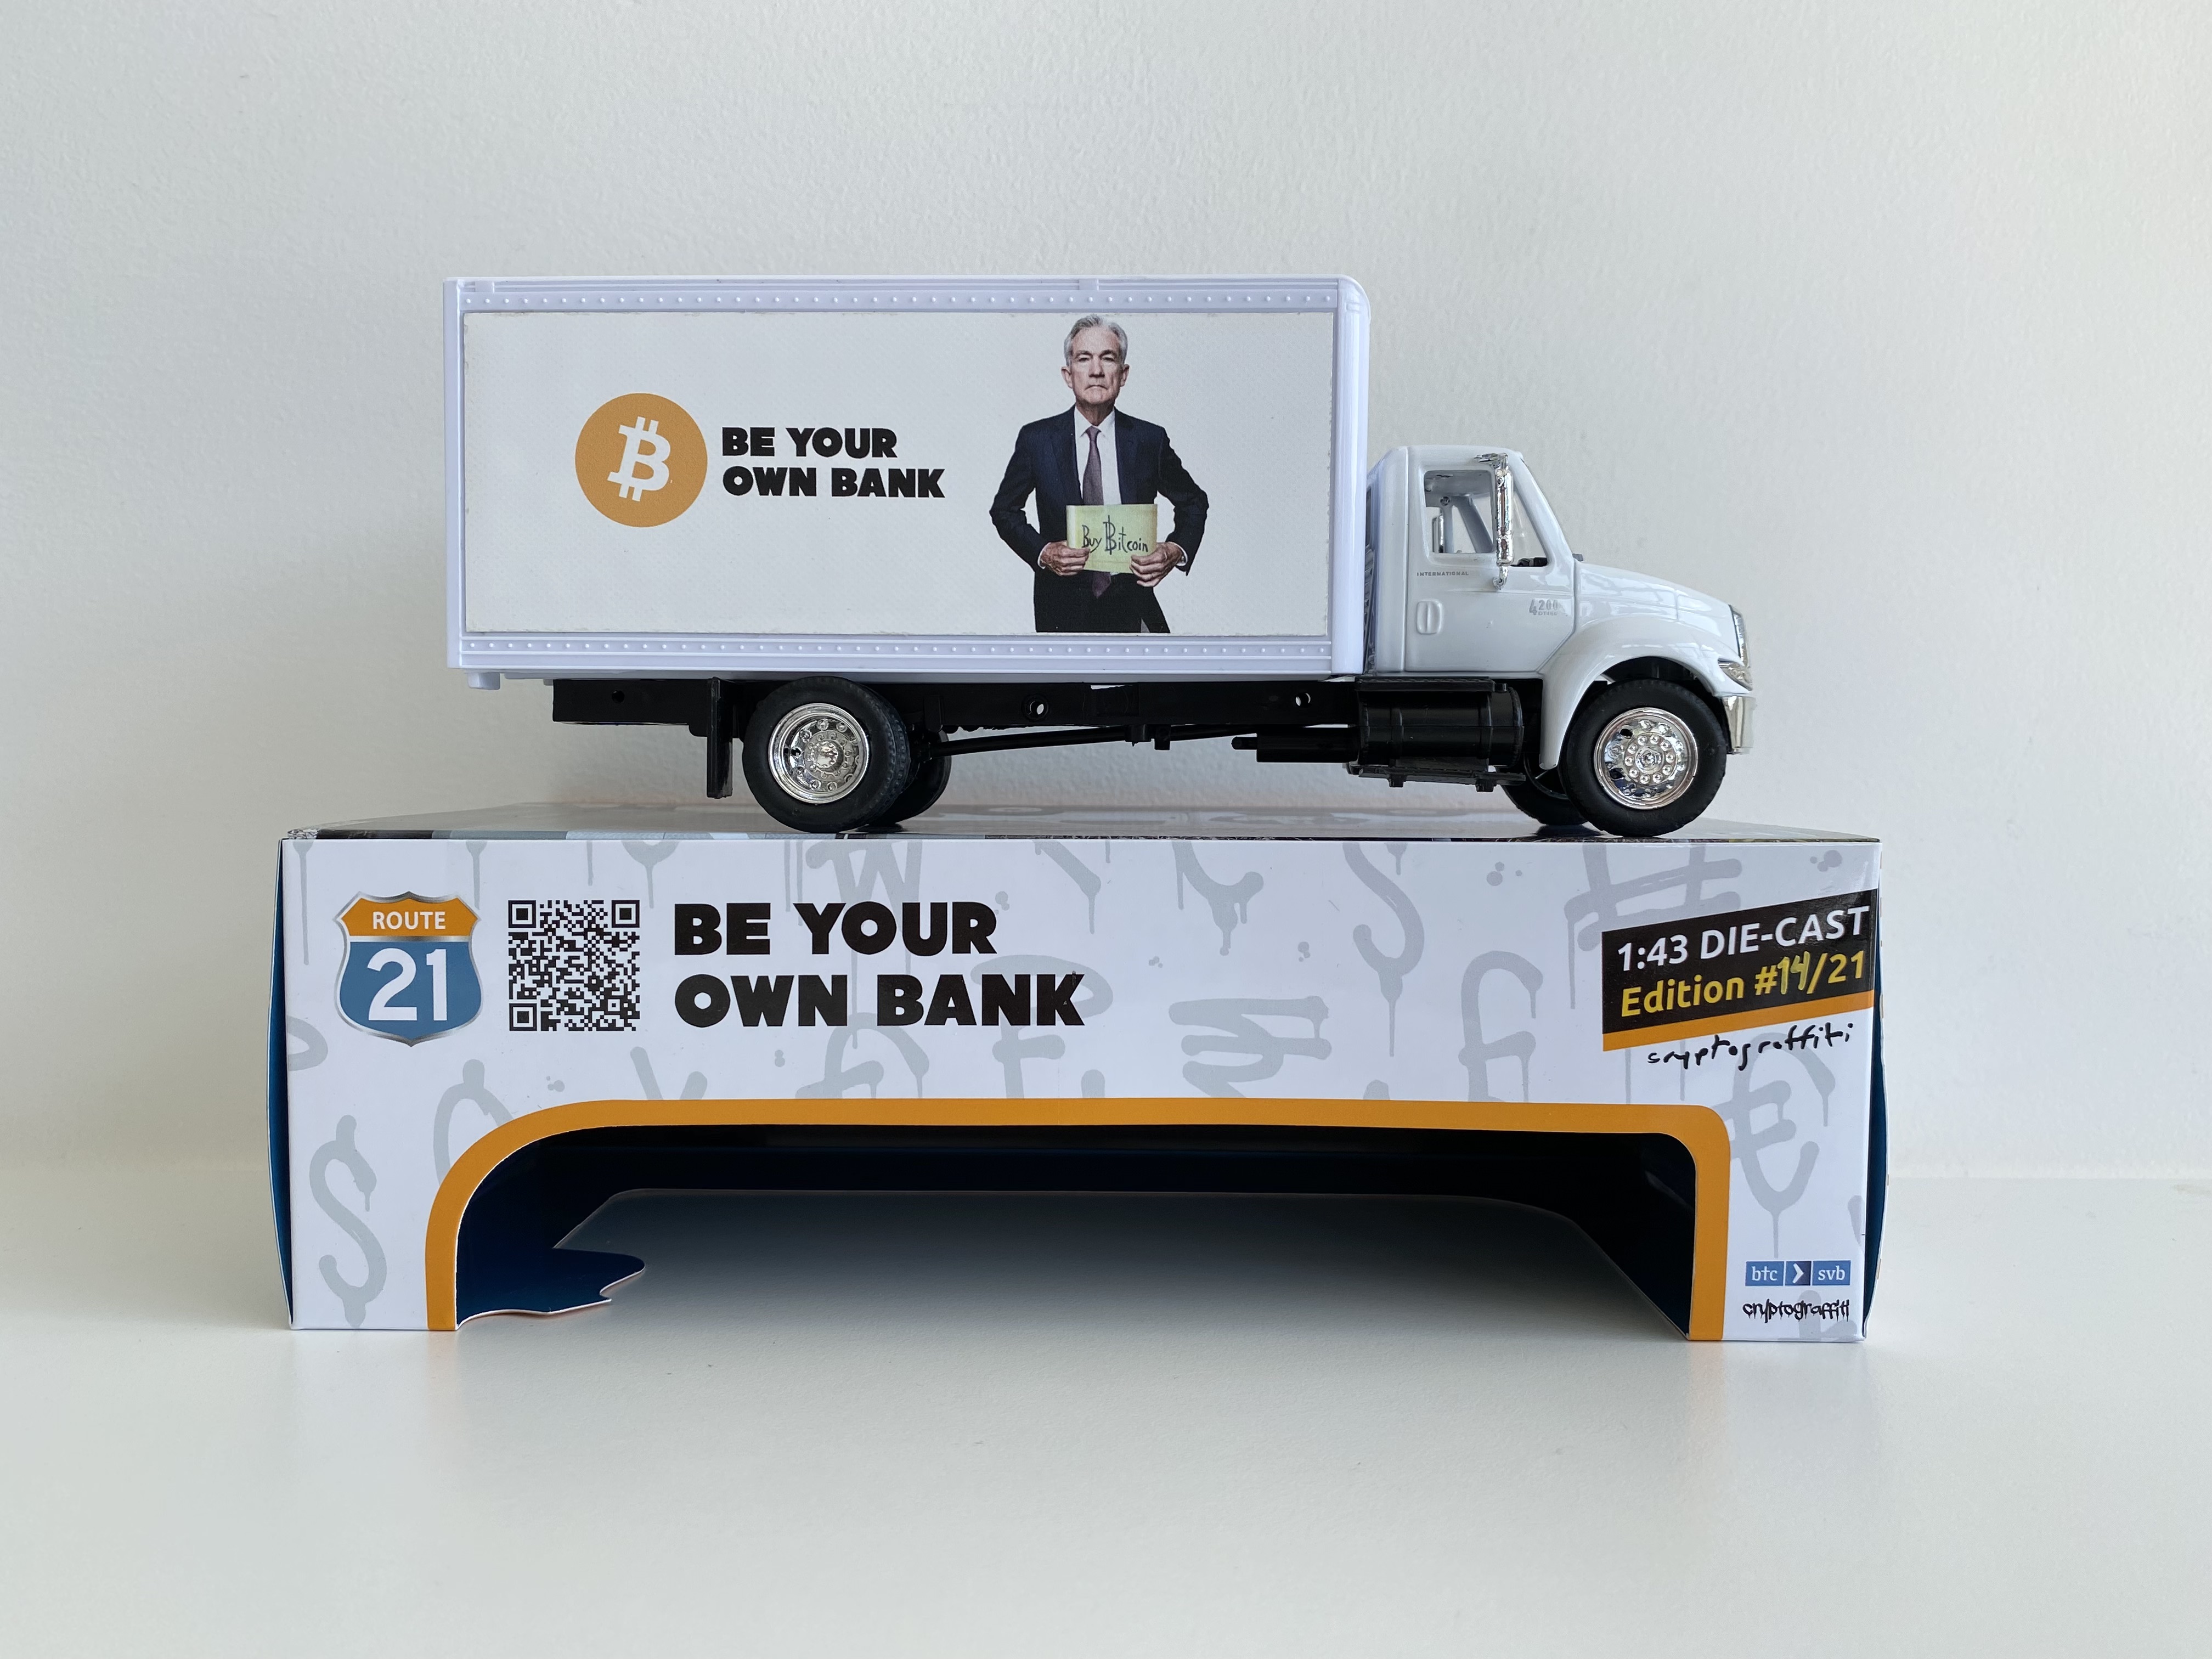 BE YOUR
OWN BANK
Buy Bitcoin
INTERNATIONAL
4200
ROUTE
21
BE YOUR
OWN BANK
1:43 DIE-CAST
Edition #14/21
cryptograffiti
btc > svb
cryptograffiti